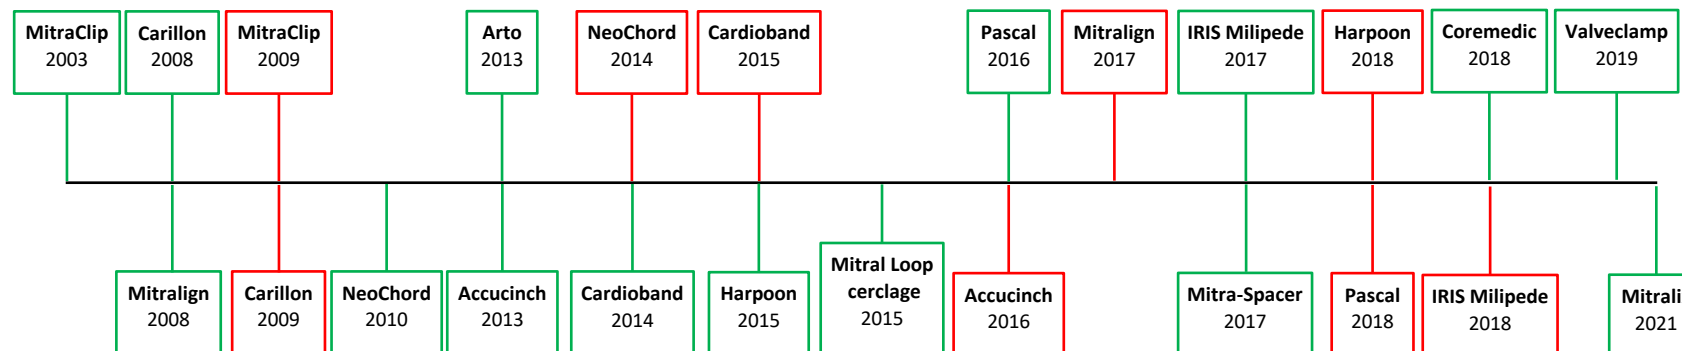 MitraClip
2003
Carillon
2008
MitraClip
2009
Arto
2013
NeoChord
2014
Cardioband
2015
Pascal
2016
Mitralign
2017
IRIS Milipede
2017
Harpoon
2018
Coremedic
2018
Valveclamp
2019
Mitralign
2008
Carillon
2009
NeoChord
2010
Accucinch
2013
Cardioband
2014
Harpoon
2015
Mitral Loop
cerclage
2015
Accucinch
2016
Mitra-Spacer
2017
Pascal
2018
IRIS Milipede
2018
2021